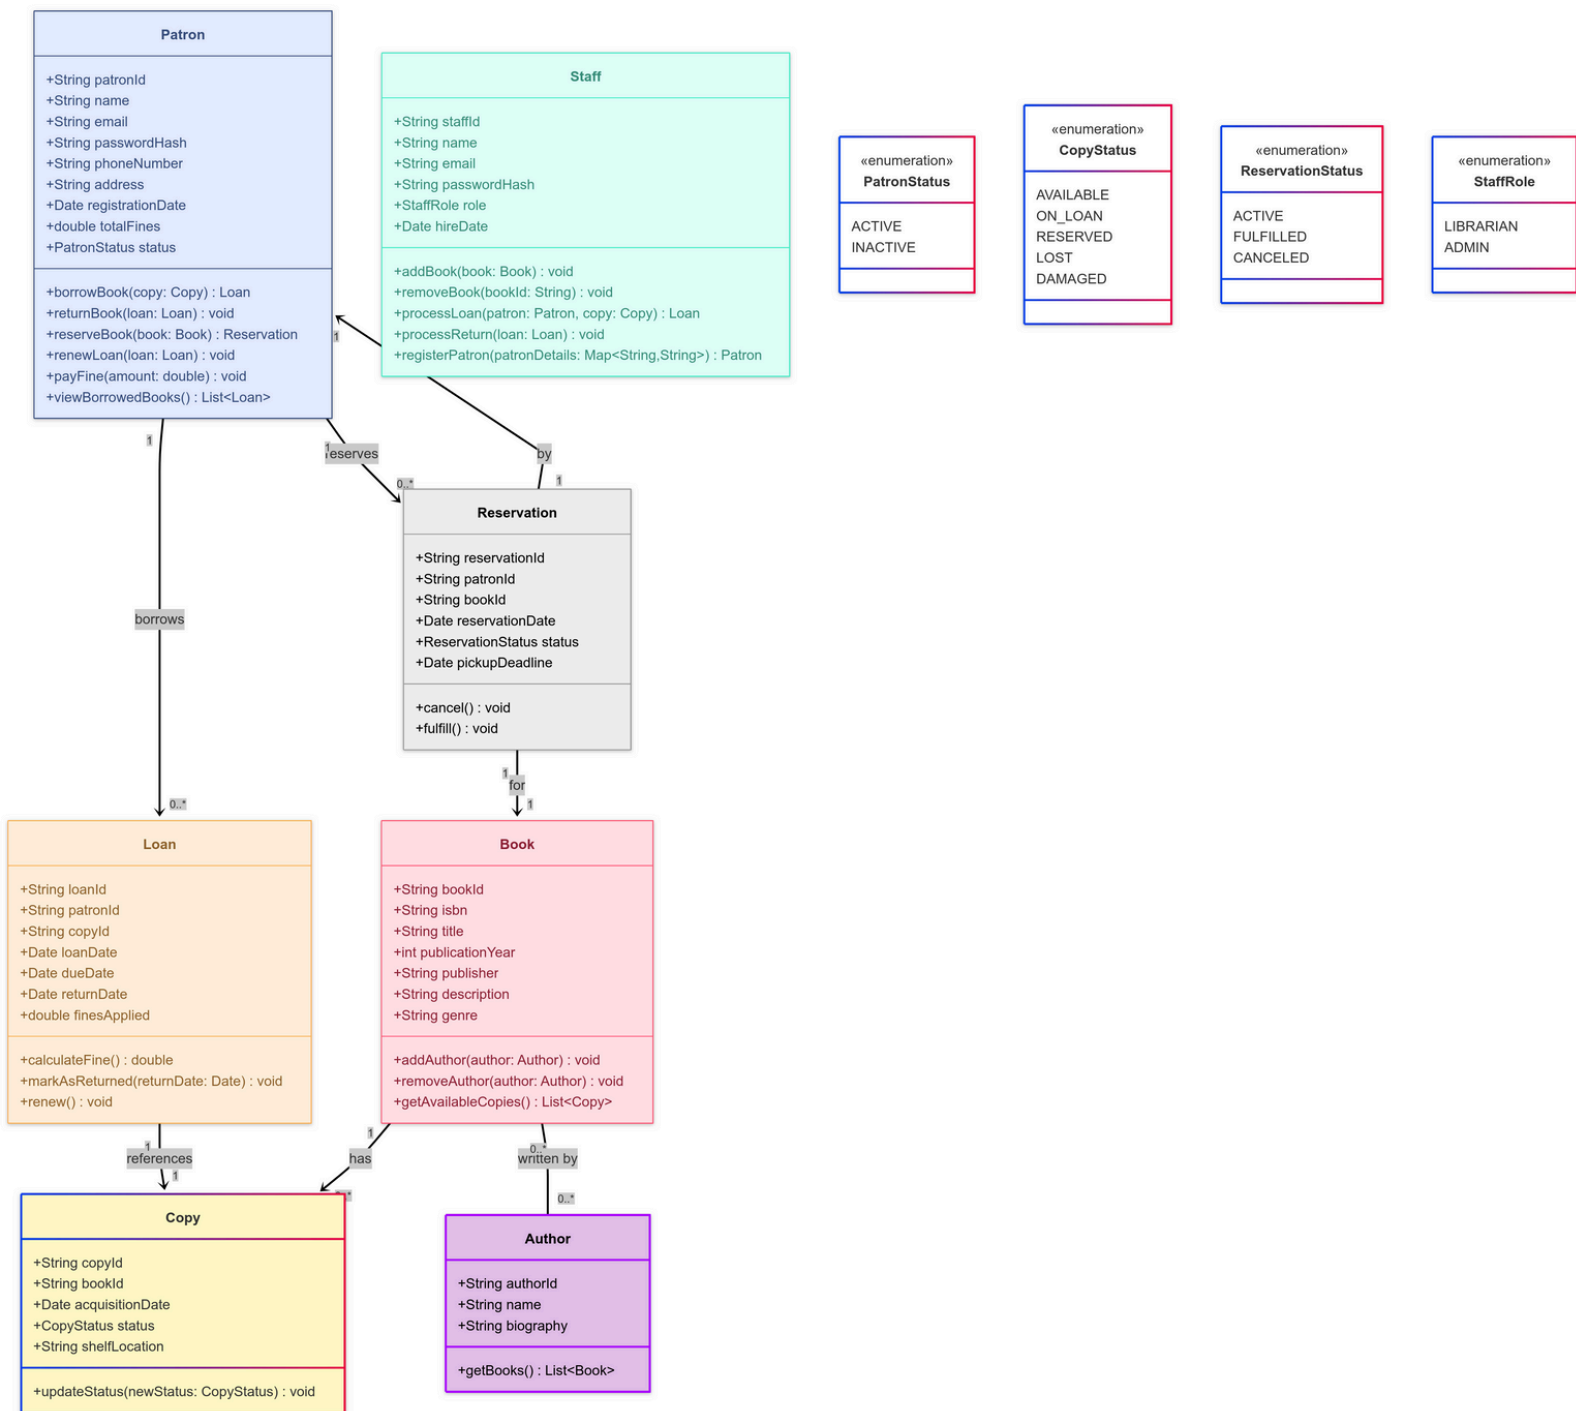 Patron
+String patronId
+String name
+String email
+String passwordHash
+String phoneNumber
+String address
+Date registrationDate
+double totalFines
+PatronStatus status
+borrowBook(copy: Copy) : Loan
+returnBook(loan: Loan) : void
+reserveBook(book: Book) : Reservation
+renewLoan(loan: Loan) : void
+payFine(amount: double) : void
+viewBorrowedBooks() : List<Loan>
Staff
+String staffId
+String name
+String email
+String passwordHash
+StaffRole role
+Date hireDate
+addBook(book: Book) : void
+removeBook(bookId: String) : void
+processLoan(patron: Patron, copy: Copy) : Loan
+processReturn(loan: Loan) : void
+registerPatron(patronDetails: Map<String,String>) : Patron
«enumeration»
PatronStatus
ACTIVE
INACTIVE
«enumeration»
CopyStatus
AVAILABLE
ON_LOAN
RESERVED
LOST
DAMAGED
«enumeration»
ReservationStatus
ACTIVE
FULFILLED
CANCELED
«enumeration»
StaffRole
LIBRARIAN
ADMIN
1
1
1
reserves
by
0..*
1
Reservation
+String reservationId
+String patronId
+String bookId
+Date reservationDate
+ReservationStatus status
+Date pickupDeadline
+cancel() : void
+fulfill() : void
borrows
0..*
1
for
1
Loan
+String loanId
+String patronId
+String copyId
+Date loanDate
+Date dueDate
+Date returnDate
+double finesApplied
+calculateFine() : double
+markAsReturned(returnDate: Date) : void
+renew() : void
Book
+String bookId
+String isbn
+String title
+int publicationYear
+String publisher
+String description
+String genre
+addAuthor(author: Author) : void
+removeAuthor(author: Author) : void
+getAvailableCopies() : List<Copy>
1
references
1
1
has
0..*
written by
0..*
Copy
+String copyId
+String bookId
+Date acquisitionDate
+CopyStatus status
+String shelfLocation
+updateStatus(newStatus: CopyStatus) : void
Author
+String authorId
+String name
+String biography
+getBooks() : List<Book>